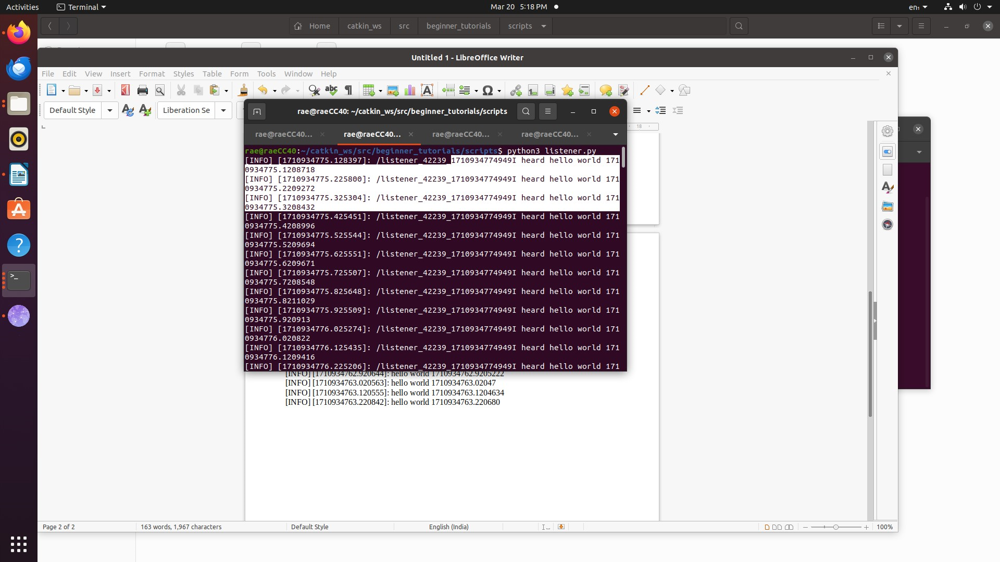 Activities
Terminal
Mar 20 5:18 PM
en₁
Home
catkin_ws
src
beginner_tutorials
scripts
Untitled 1 - LibreOffice Writer
File Edit View Insert Format Styles Table Form Tools Window Help
Default Style
Liberation Se
rae@raeCC40: ~/catkin_ws/src/beginner_tutorials/scripts
18
rae@raeCC40...
rae@raeCC40...
rae@raeCC40...
rae@raeCC40...
rae@raeCC40:~/catkin_ws/src/beginner_tutorials/scripts$ python3 listener.py
[INFO] [1710934775.128397]: /listener_42239_1710934774949I heard hello world 171
0934775.1208718
[INFO] [1710934775.225800]: /listener_42239_1710934774949I heard hello world 171
0934775.2209272
[INFO] [1710934775.325304]: /listener_42239_1710934774949I heard hello world 171
0934775.3208432
[INFO] [1710934775.425451]: /listener_42239_1710934774949I heard hello world 171
0934775.4208996
[INFO] [1710934775.525544]: /listener_42239_1710934774949I heard hello world 171
0934775.5209694
[INFO] [1710934775.625551]: /listener_42239_1710934774949I heard hello world 171
0934775.6209671
[INFO] [1710934775.725507]: /listener_42239_1710934774949I heard hello world 171
0934775.7208548
[INFO] [1710934775.825648]: /listener_42239_1710934774949I heard hello world 171
0934775.8211029
[INFO] [1710934775.925509]: /listener_42239_1710934774949I heard hello world 171
0934775.920913
[INFO] [1710934776.025274]: /listener_42239_1710934774949I heard hello world 171
0934776.020822
[INFO] [1710934776.125435]: /listener_42239_1710934774949I heard hello world 171
0934776.1209416
[INFO] [1710934776.225206]: /listener_42239_1710934774949I heard hello world 171
[INFO] [1710934762.920644]: hello world 1710934762.9205222
[INFO] [1710934763.020563]: hello world 1710934763.02047
[INFO] [1710934763.120555]: hello world 1710934763.1204634
[INFO] [1710934763.220842]: hello world 1710934763.220680
Page 2 of 2
163 words, 1,967 characters
Default Style
English (India)
100%